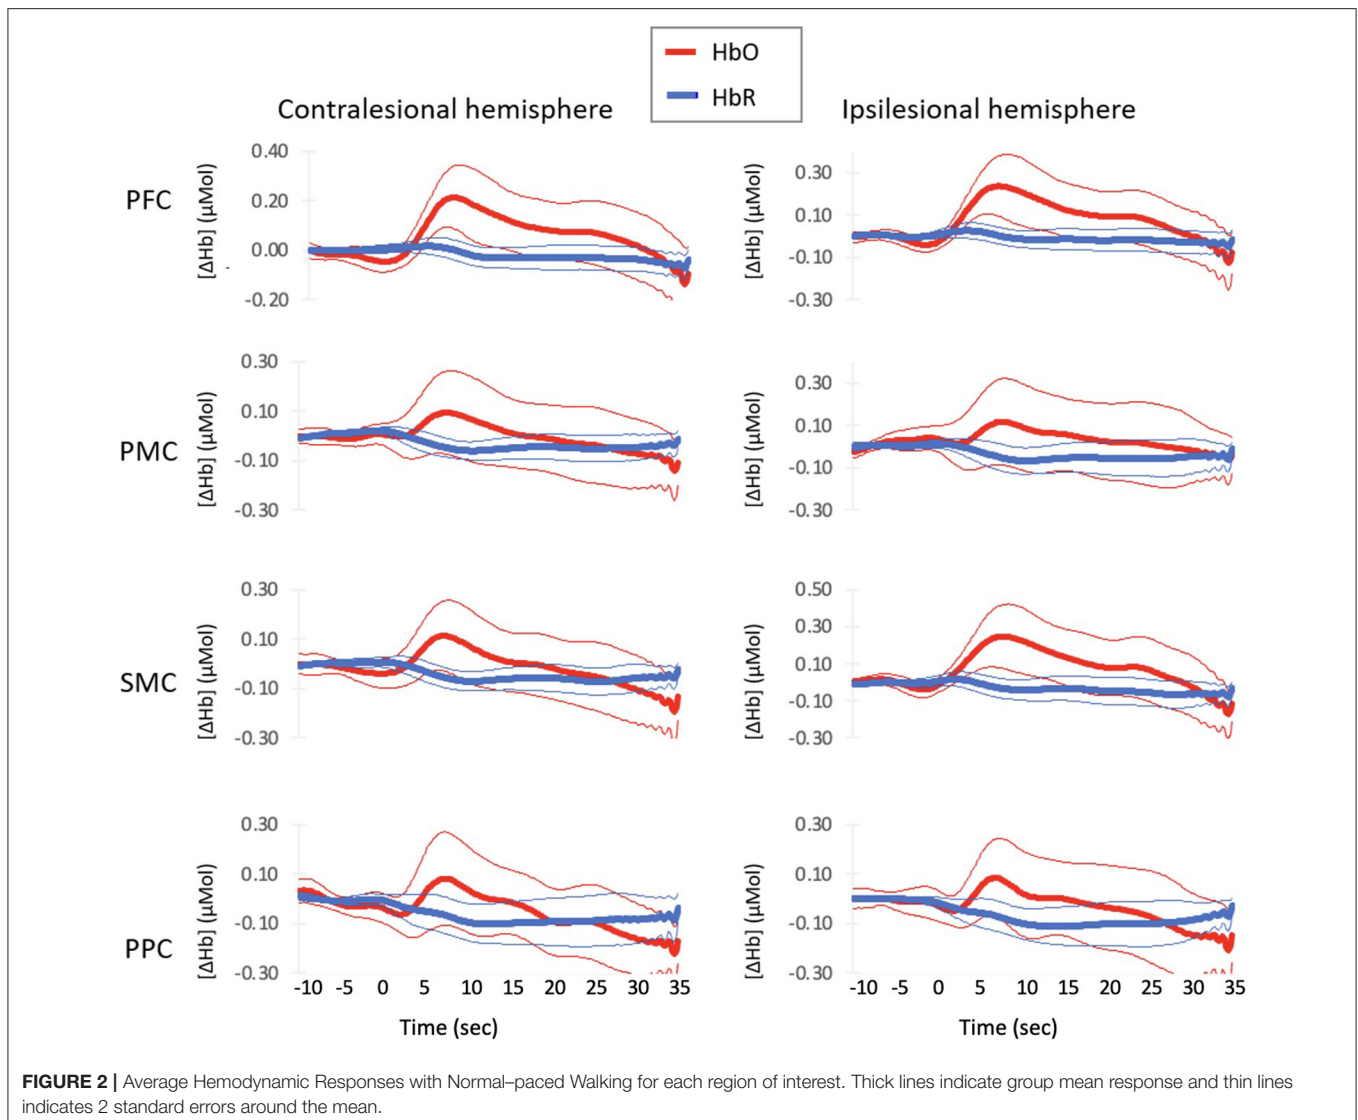 HbO
HbR
Contralesional hemisphere
Ipsilesional hemisphere
PFC
[ΔHb] (μMol)
0.40
0.20
0.00
-0.20
[ΔHb] (μMol)
0.30
0.10
-0.10
-0.30
PMC
[ΔHb] (μMol)
0.30
0.10
-0.10
-0.30
[ΔHb] (μMol)
0.30
0.10
-0.10
-0.30
SMC
[ΔHb] (μMol)
0.30
0.10
-0.10
-0.30
[ΔHb] (μMol)
0.50
0.30
0.10
-0.10
-0.30
PPC
[ΔHb] (μMol)
0.30
0.10
-0.10
-0.30
[ΔHb] (μMol)
0.30
0.10
-0.10
-0.30
-10 -5 0 5 10 15 20 25 30 35
-10 -5 0 5 10 15 20 25 30 35
Time (sec)
Time (sec)
FIGURE 2 | Average Hemodynamic Responses with Normal–paced Walking for each region of interest. Thick lines indicate group mean response and thin lines
indicates 2 standard errors around the mean.